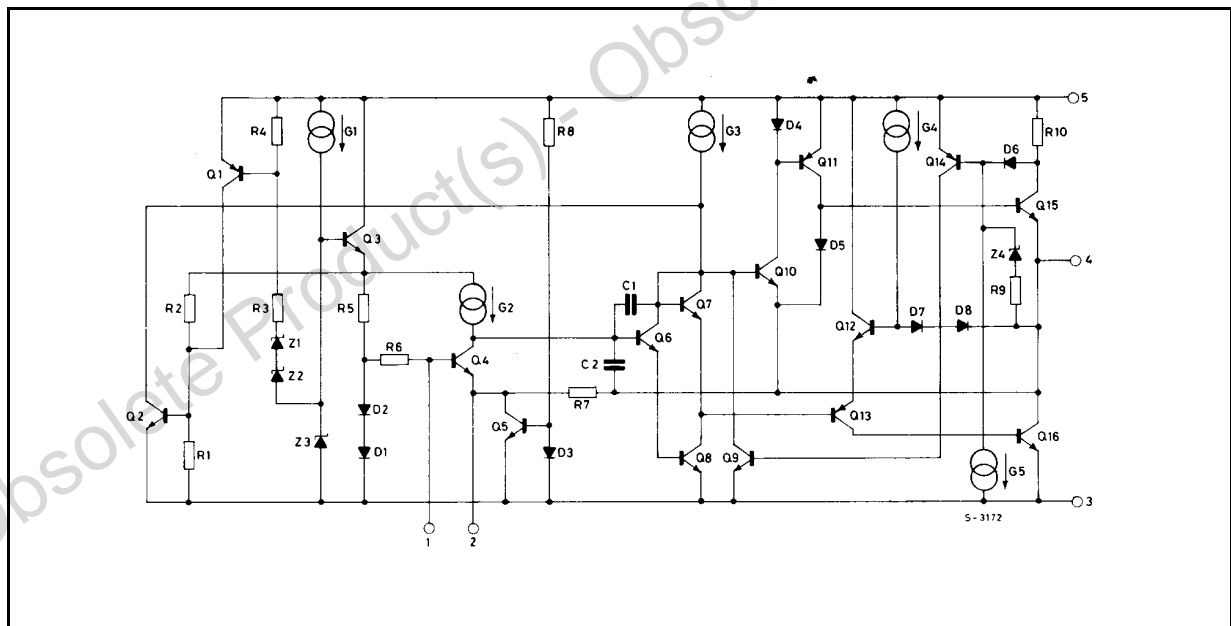 Obsolete Product(s)- Obso
5
R4
G1
R8
G3
D4
G4
R10
D6
Q1
Q11
Q14
Q15
Q3
D5
Z4
Q10
4
R2
R3
R5
G2
C1
Q7
R9
Q12
D7
D8
Z1
R6
Q4
Q6
Z2
C2
R7
Q2
D2
Q13
Q5
Q16
R1
Z3
D1
D3
Q8
Q9
G5
3
S-3172
1
2